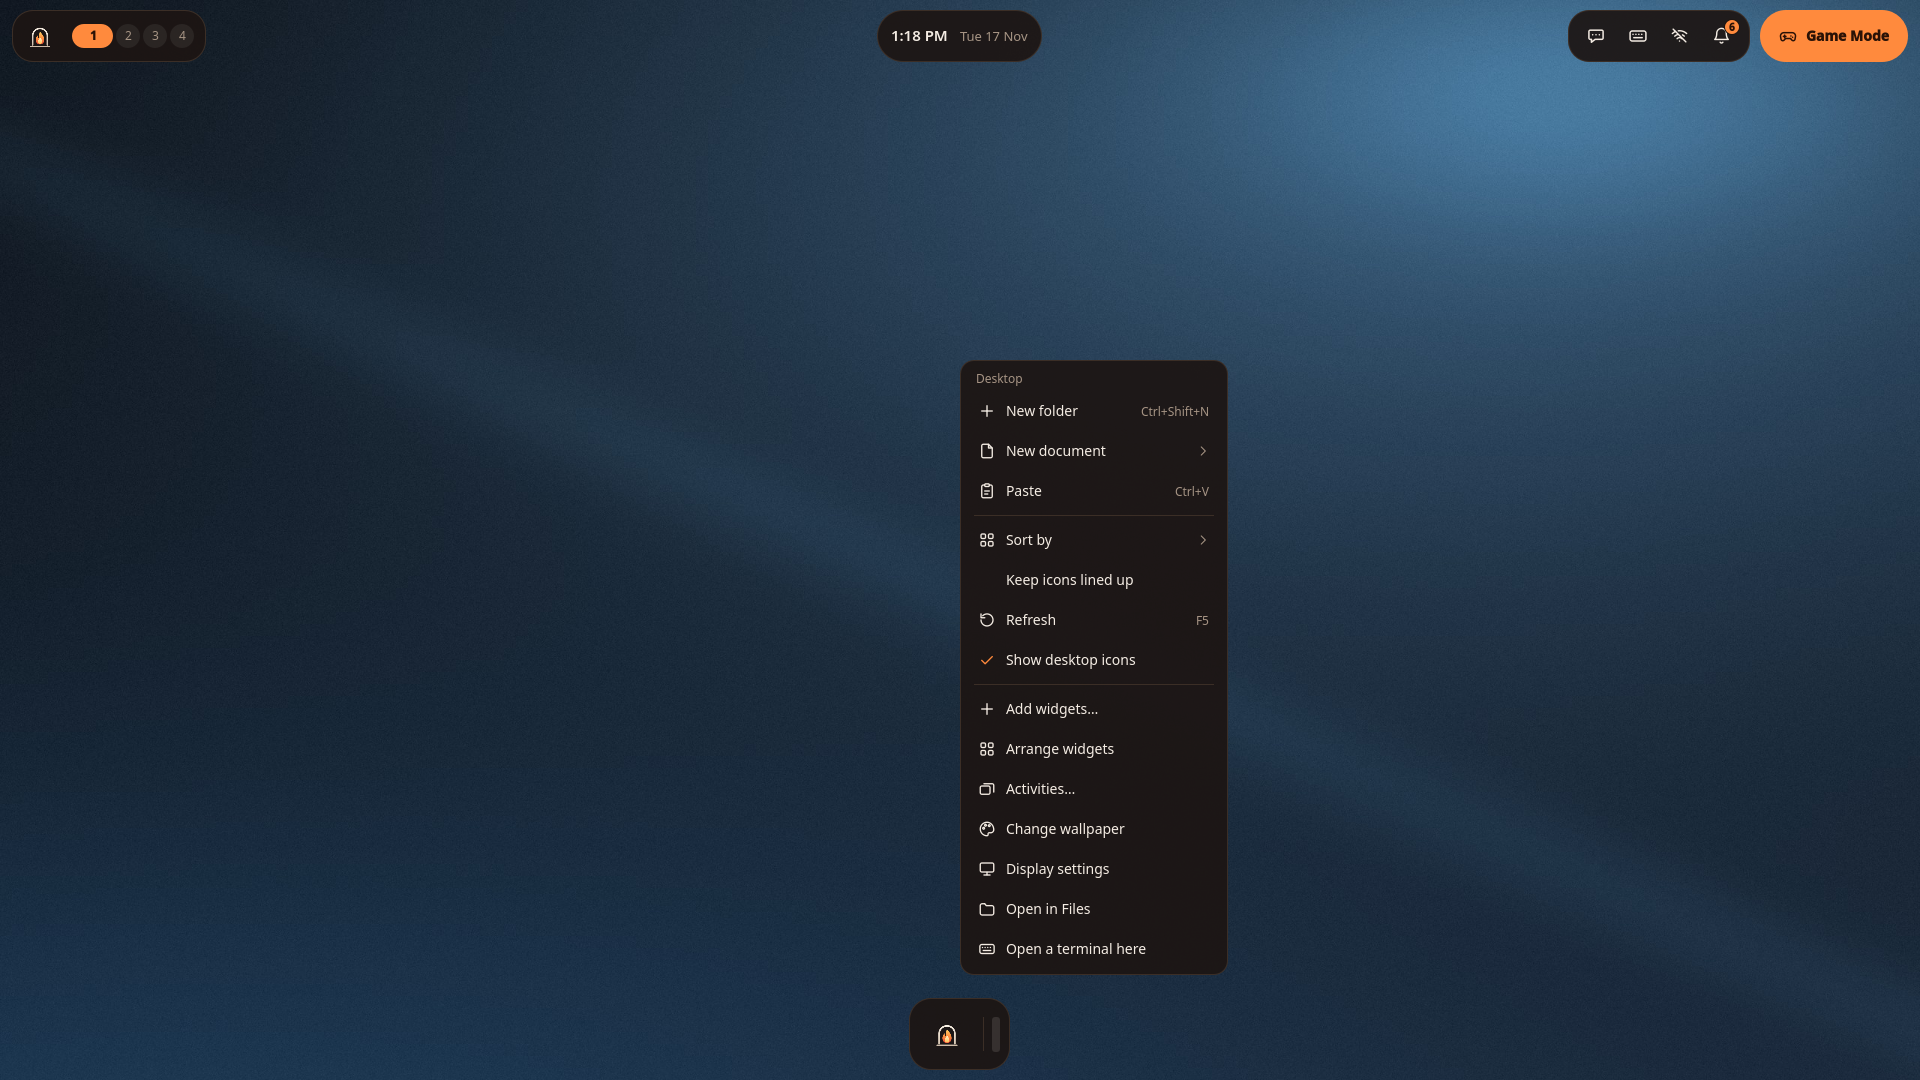 1 2 3 4
1:18 PM Tue 17 Nov
6
Game Mode
Desktop
New folder Ctrl+Shift+N
New document
Paste Ctrl+V
Sort by
Keep icons lined up
Refresh F5
Show desktop icons
Add widgets...
Arrange widgets
Activities...
Change wallpaper
Display settings
Open in Files
Open a terminal here